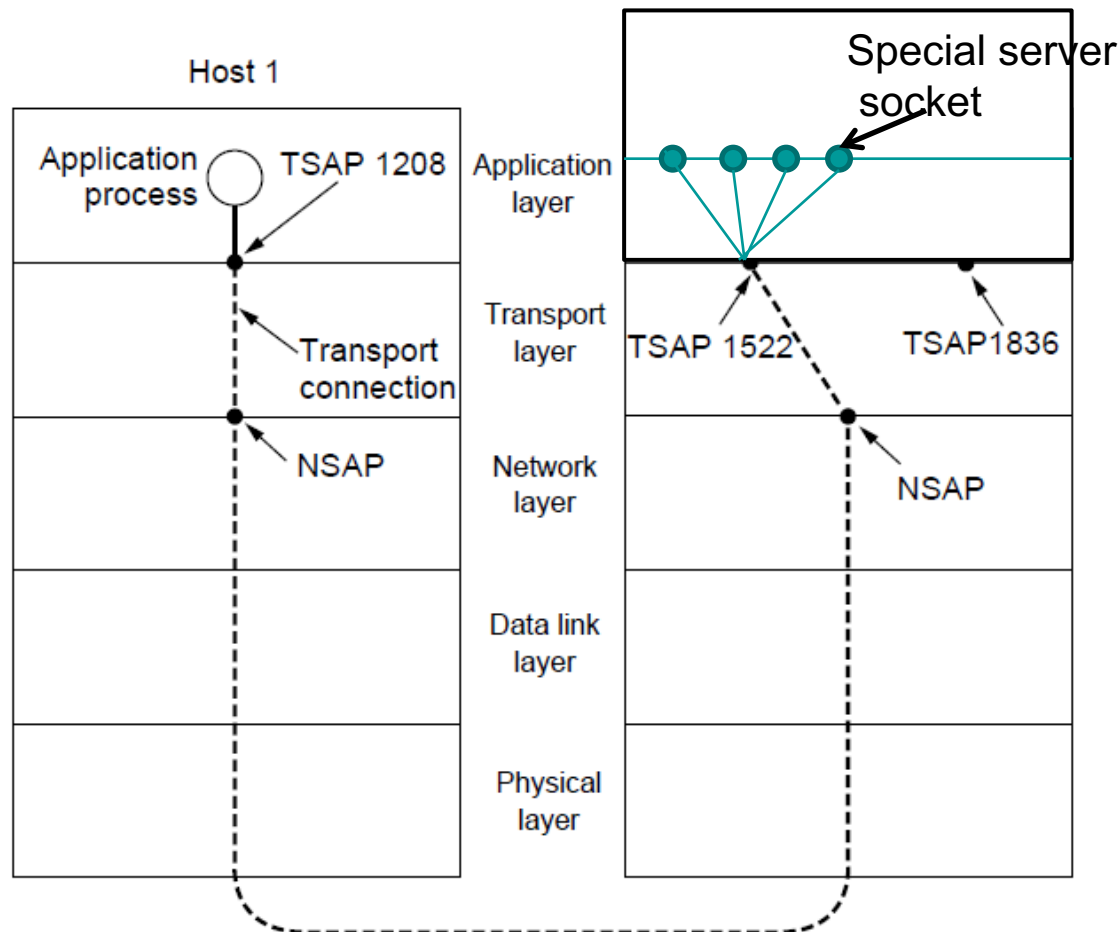 Host 1
Special server
socket
Application
process
TSAP 1208
Application
layer
Transport
connection
Transport
layer
TSAP 1522
TSAP1836
NSAP
Network
layer
NSAP
Data link
layer
Physical
layer